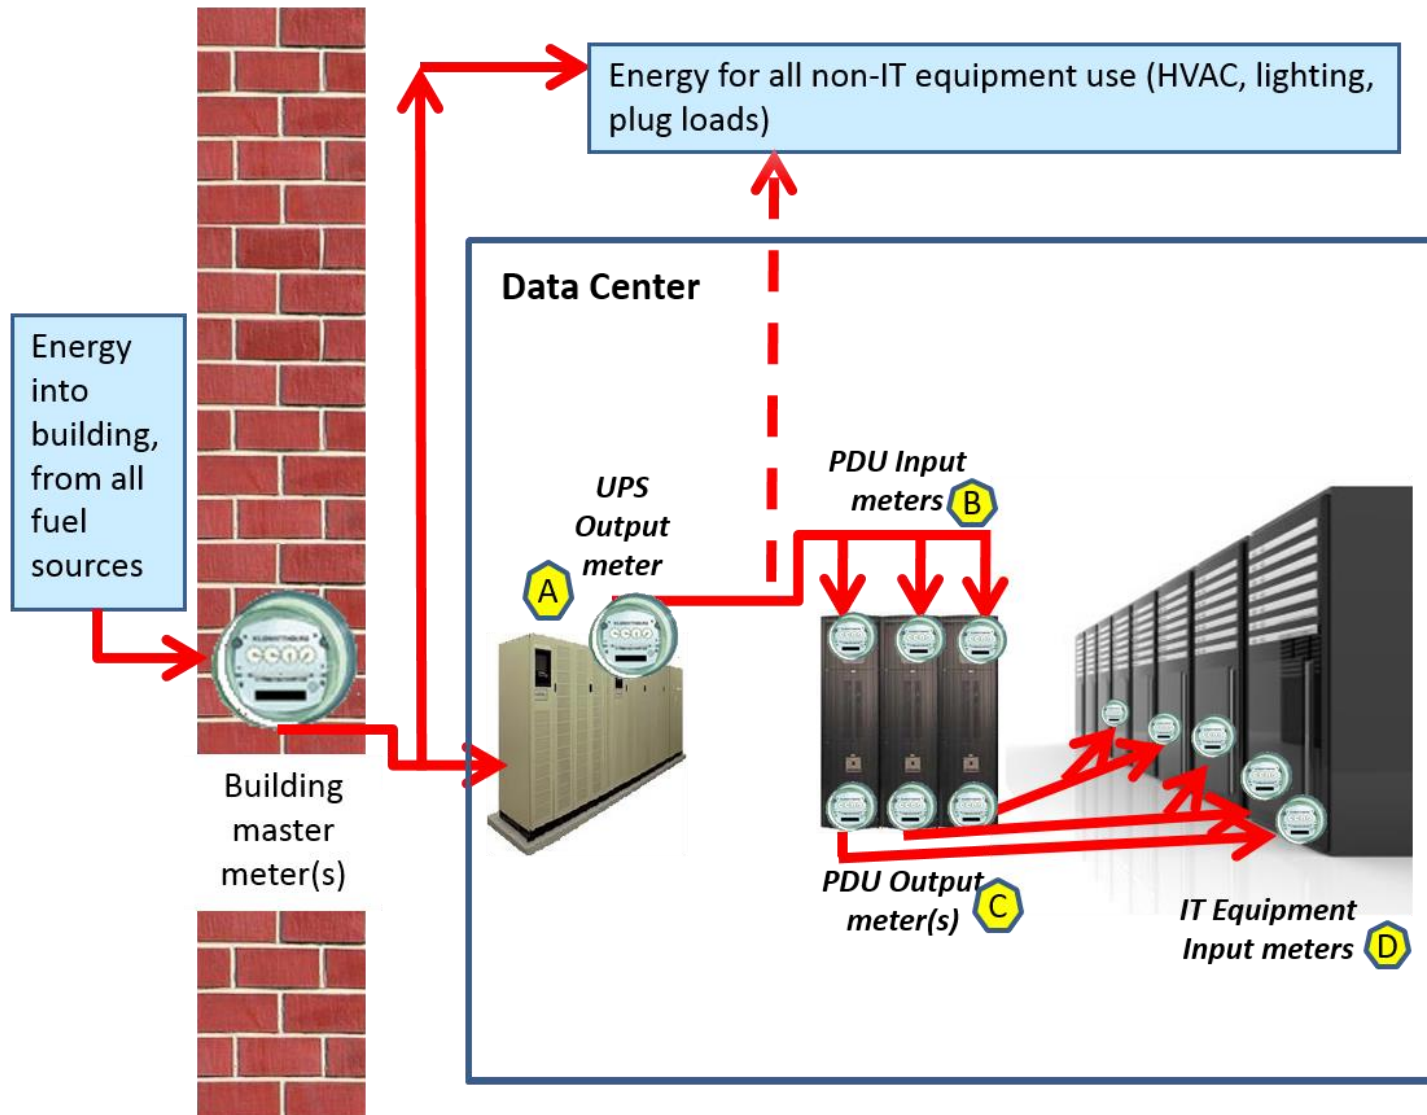 Energy for all non-IT equipment use (HVAC, lighting,
plug loads)
Data Center
Energy
into
building,
from all
fuel
sources
UPS
Output
meter
A
PDU Input
meters
B
Building
master
meter(s)
PDU Output
meter(s)
C
IT Equipment
Input meters
D